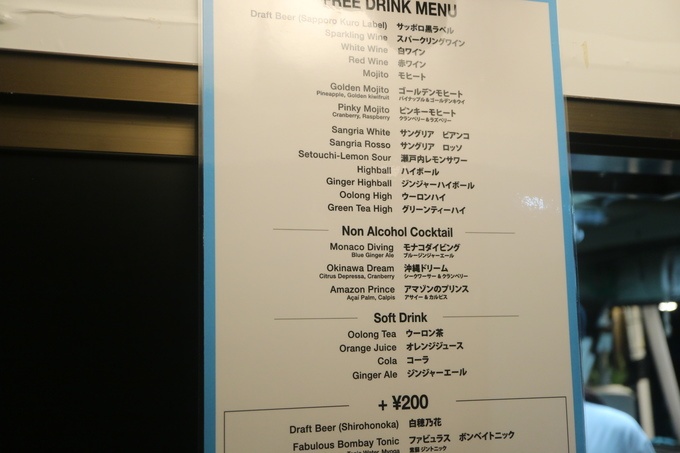 FREE DRINK MENU
Draft Beer (Sapporo Kuro Label) サッポロ黒ラベル
Sparkling Wine スパークリングワイン
White Wine 白ワイン
Red Wine 赤ワイン
Mojito モヒート
Golden Mojito ゴールデンモヒート
Pineapple, Golden kiwifruit パイナップル&ゴールデンキウイ
Pinky Mojito ピンキーモヒート
Cranberry, Raspberry クランベリー&ラズベリー
Sangria White サングリア ビアンコ
Sangria Rosso サングリア ロッソ
Setouchi-Lemon Sour 瀬戸内レモンサワー
Highball ハイボール
Ginger Highball ジンジャーハイボール
Oolong High ウーロンハイ
Green Tea High グリーンティーハイ
Non Alcohol Cocktail
Monaco Diving モナコダイビング
Blue Ginger Ale ブルージンジャーエール
Okinawa Dream 沖縄ドリーム
Citrus Depressa, Cranberry シークワーサー&クランベリー
Amazon Prince アマゾンのプリンス
Açai Palm, Calpis アサイー&カルピス
Soft Drink
Oolong Tea ウーロン茶
Orange Juice オレンジジュース
Cola コーラ
Ginger Ale ジンジャーエール
+ ¥200
Draft Beer (Shirohonoka) 白穂乃花
Fabulous Bombay Tonic ファビュラス ボンベイトニック
Tonic Water, Myoga 茗荷ジントニック